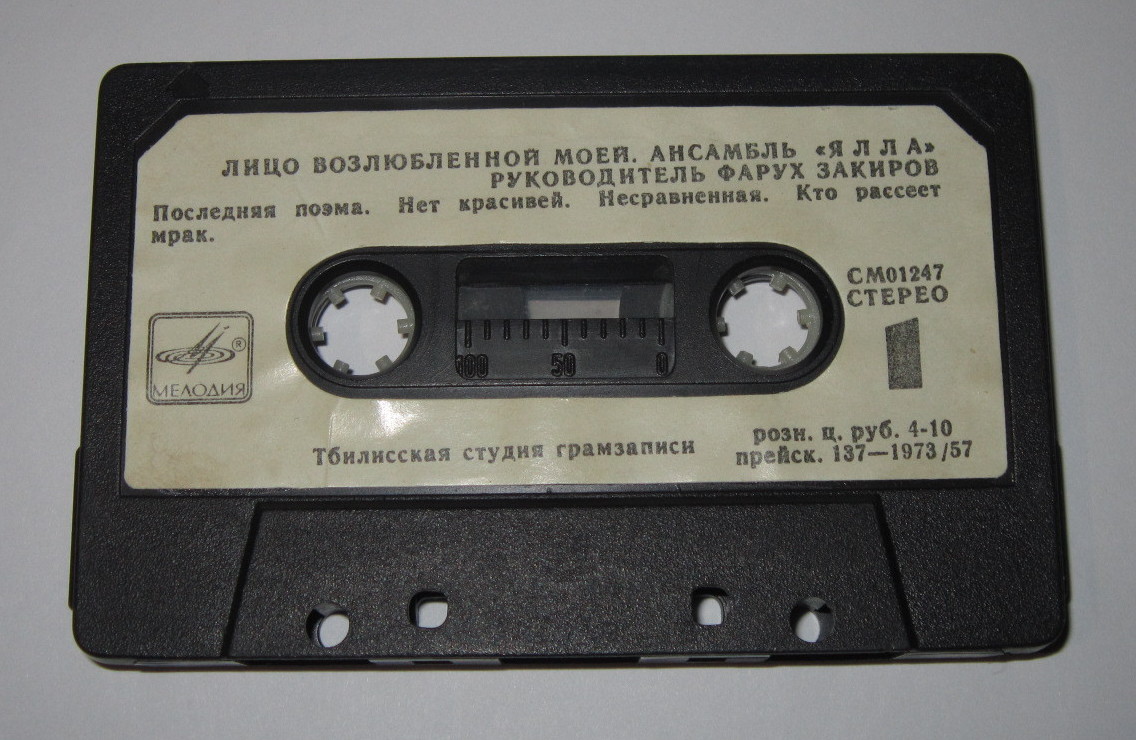 ЛИЦО ВОЗЛЮБЛЕННОЙ МОЕЙ. АНСАМБЛЬ «ЯЛЛА»
РУКОВОДИТЕЛЬ ФАРУХ ЗАКИРОВ
Последняя поэма. Нет красивей. Несравненная. Кто рассеет
мрак.
СМ01247
СТЕРЕО
1
100 50 0
®
МЕЛОДИЯ
Тбилисская студия грамзаписи
розн. ц. руб. 4-10
прейск. 137—1973/57